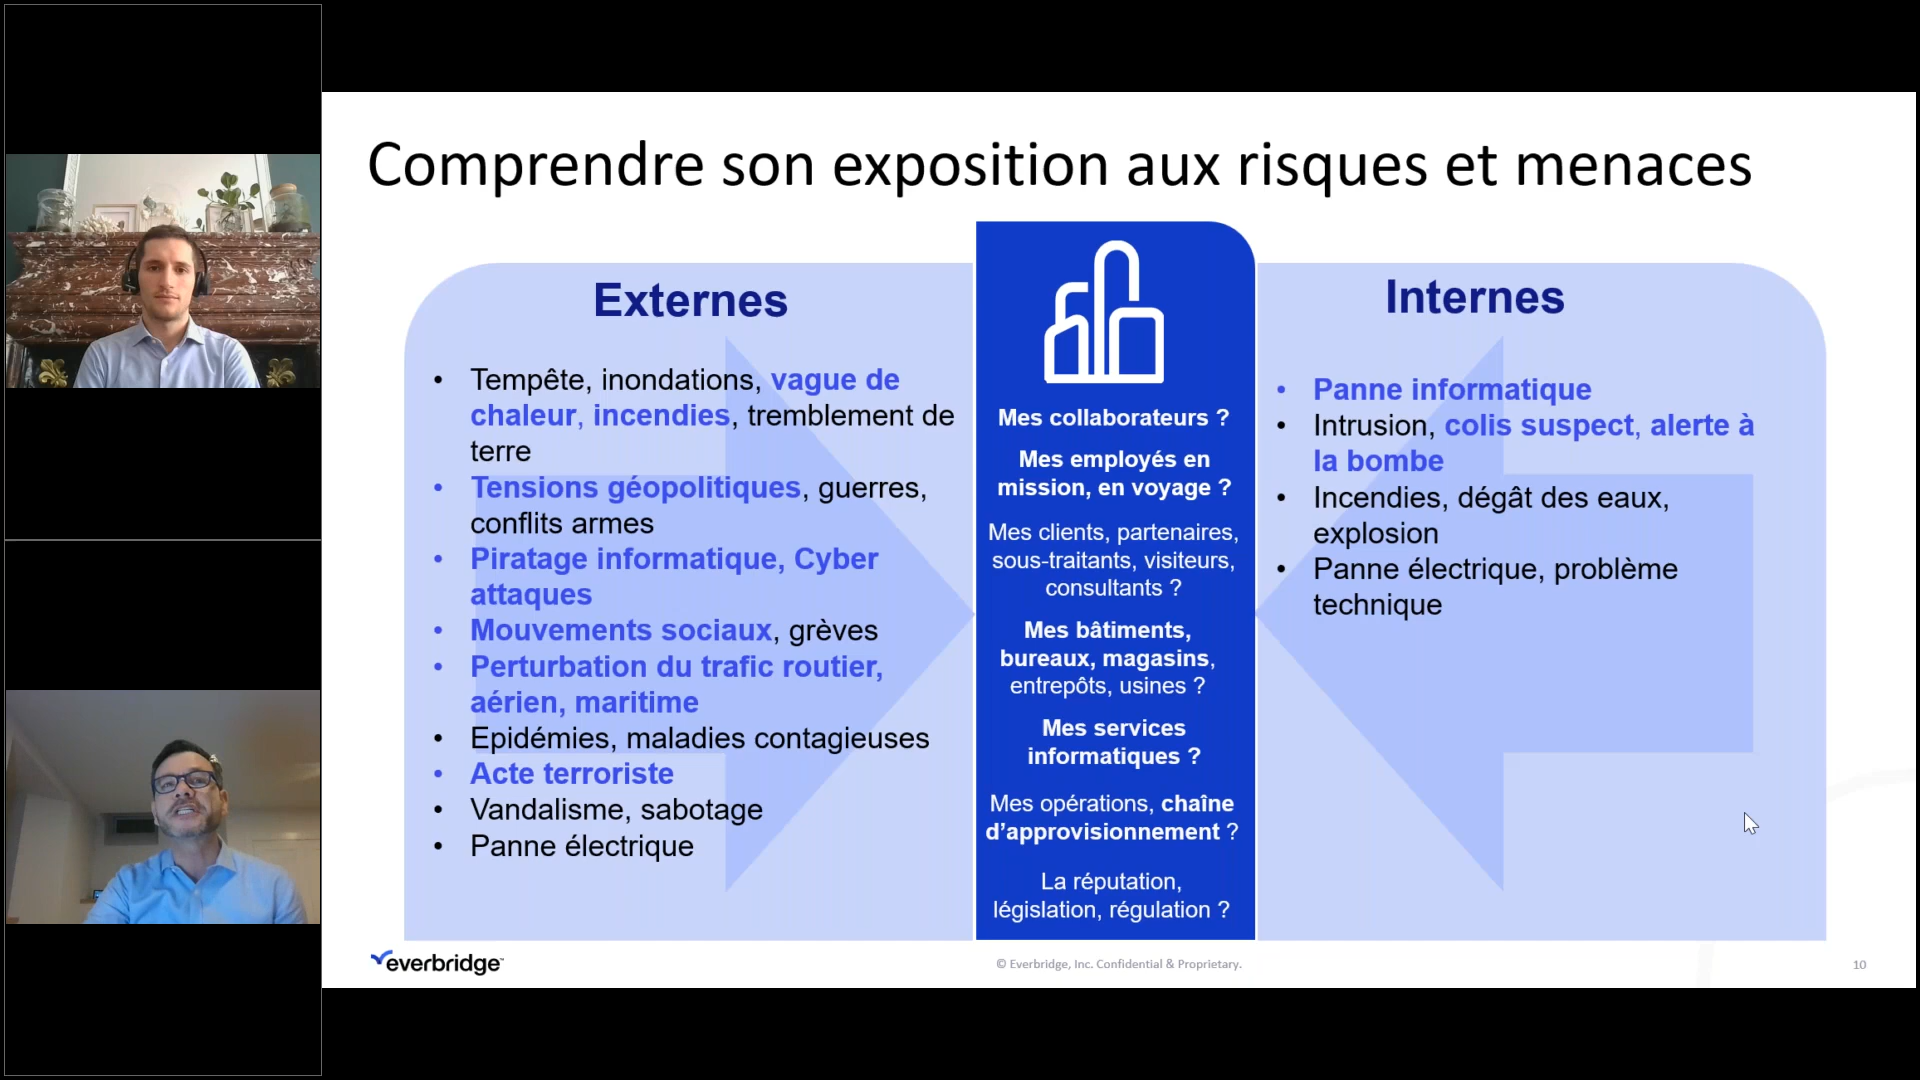 Comprendre son exposition aux risques et menaces
Externes
• Tempête, inondations, vague de
chaleur, incendies, tremblement de
terre
• Tensions géopolitiques, guerres,
conflits armes
• Piratage informatique, Cyber
attaques
• Mouvements sociaux, grèves
• Perturbation du trafic routier,
aérien, maritime
• Epidémies, maladies contagieuses
• Acte terroriste
• Vandalisme, sabotage
• Panne électrique
Mes collaborateurs ?
Mes employés en
mission, en voyage ?
Mes clients, partenaires,
sous-traitants, visiteurs,
consultants ?
Mes bâtiments,
bureaux, magasins,
entrepôts, usines ?
Mes services
informatiques ?
Mes opérations, chaîne
d’approvisionnement ?
La réputation,
législation, régulation ?
Internes
• Panne informatique
• Intrusion, colis suspect, alerte à
la bombe
• Incendies, dégât des eaux,
explosion
• Panne électrique, problème
technique
everbridge™
© Everbridge, Inc. Confidential & Proprietary.
10